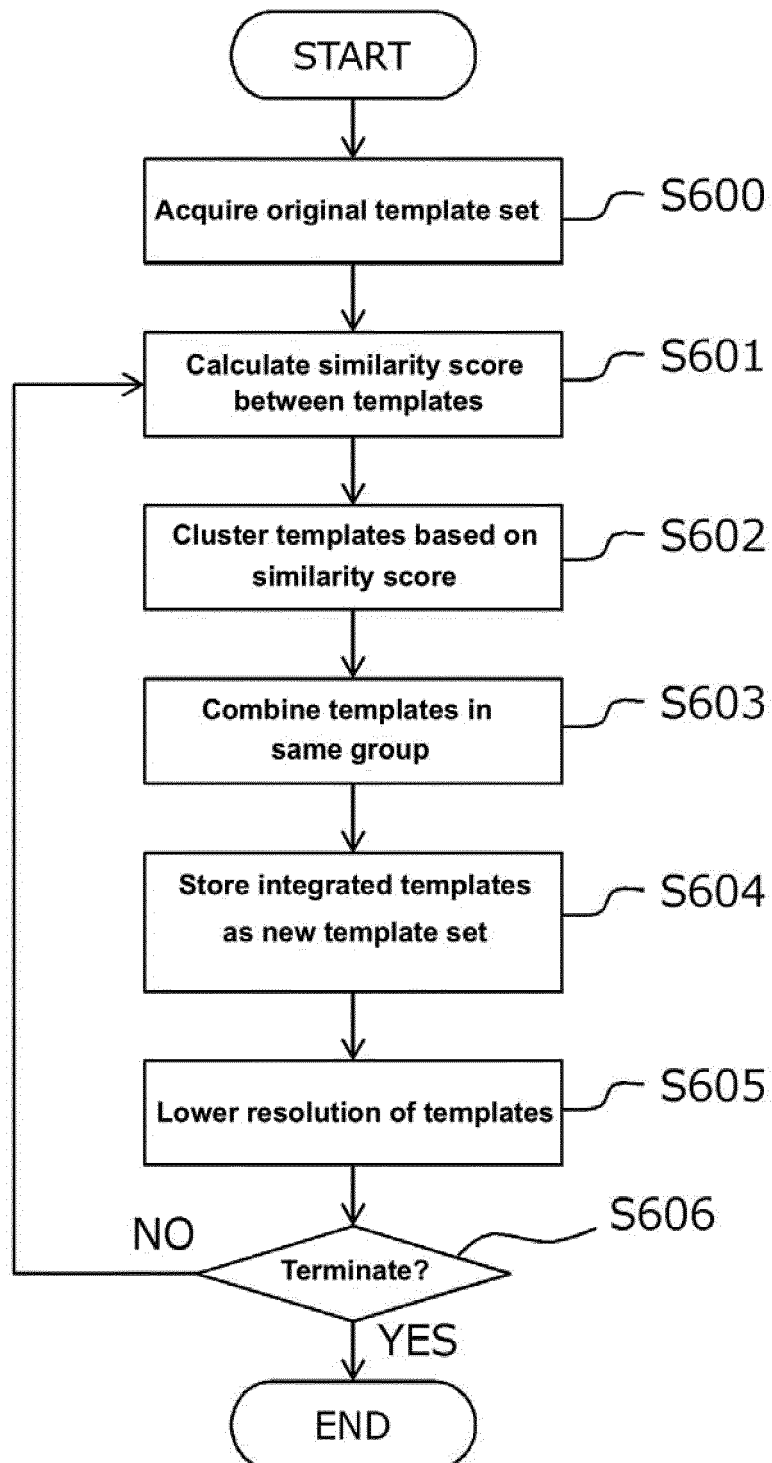 START
Acquire original template set
S600
Calculate similarity score
between templates
S601
Cluster templates based on
similarity score
S602
Combine templates in
same group
S603
Store integrated templates
as new template set
S604
Lower resolution of templates
S605
Terminate?
S606
NO
YES
END